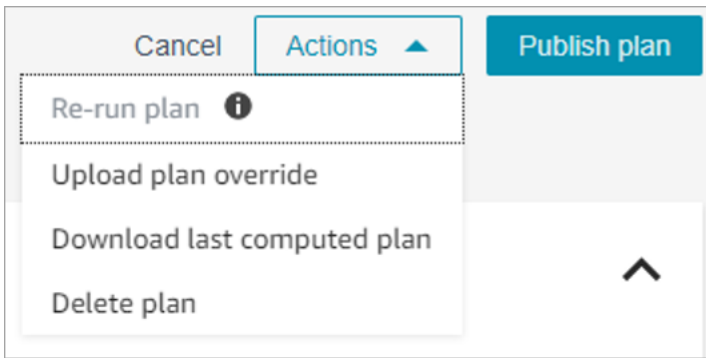 Cancel Actions Publish plan
Re-run plan
Upload plan override
Download last computed plan
Delete plan